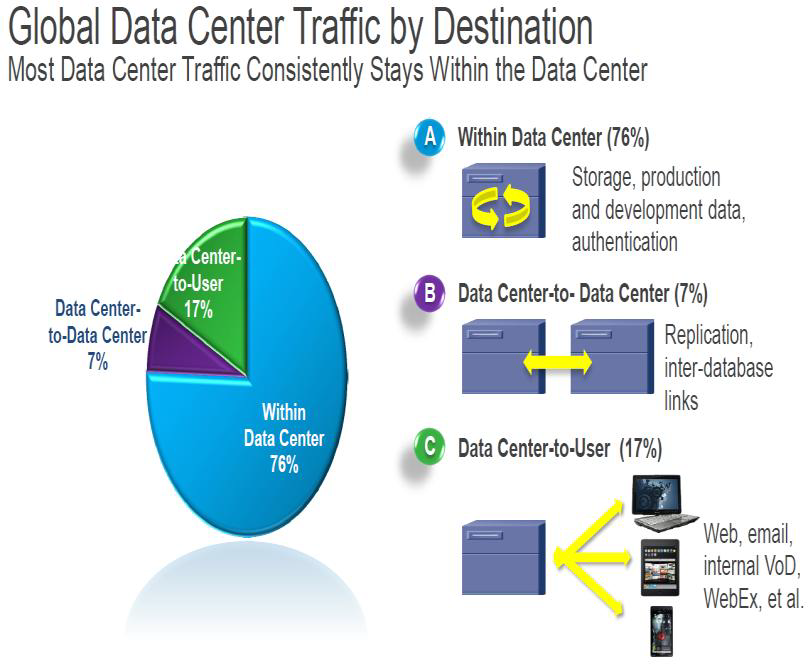 Global Data Center Traffic by Destination
Most Data Center Traffic Consistently Stays Within the Data Center
Center-
to-User
17%
Data Center-
to-Data Center
7%
Within
Data Center
76%
A
Within Data Center (76%)
Storage, production
and development data,
authentication
B
Data Center-to- Data Center (7%)
Replication,
inter-database
links
C
Data Center-to-User (17%)
Web, email,
internal VoD,
WebEx, et al.